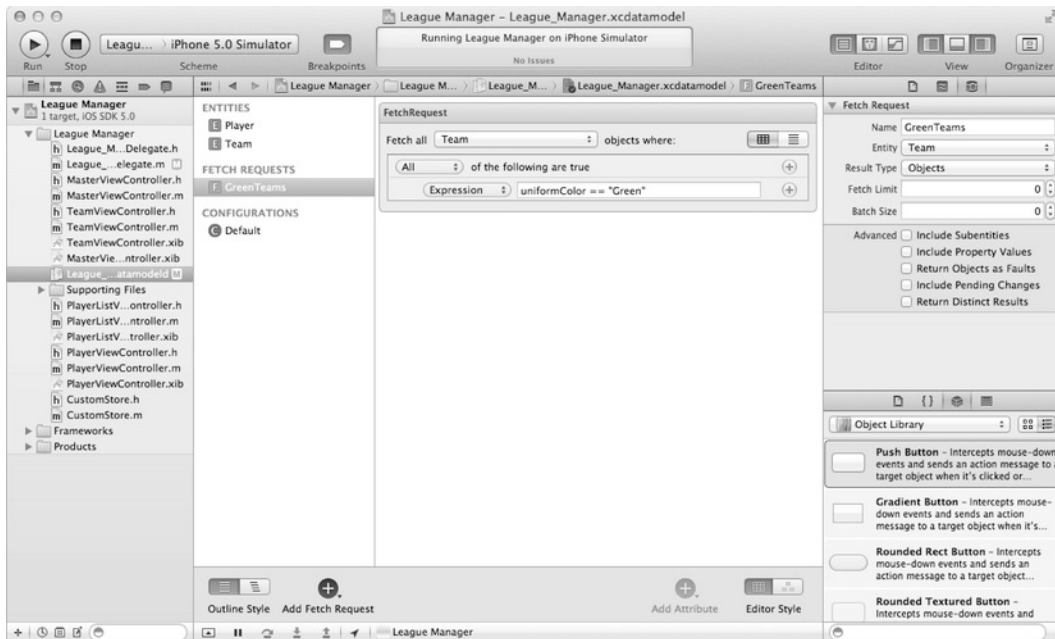 League Manager – League_Manager.xcdatamodel
Leagu... iPhone 5.0 Simulator
Running League Manager on iPhone Simulator
No Issues
Run Stop Scheme Breakpoints Editor View Organizer
League Manager League M... League_M... League_Manager.xcdatamodel GreenTeams
League Manager
1 target, iOS SDK 5.0
League Manager
h League_M...Delegate.h
m League_...elegate.m
h MasterViewController.h
m MasterViewController.m
h TeamViewController.h
m TeamViewController.m
TeamViewController.xib
MasterVie...ntroller.xib
League_...atamodeld M
Supporting Files
h PlayerListV...ontroller.h
m PlayerListV...ntroller.m
PlayerListV...troller.xib
h PlayerViewController.h
m PlayerViewController.m
PlayerViewController.xib
h CustomStore.h
m CustomStore.m
Frameworks
Products
ENTITIES
E Player
E Team
FETCH REQUESTS
F GreenTeams
CONFIGURATIONS
C Default
FetchRequest
Fetch all Team objects where:
All of the following are true
Expression uniformColor == "Green"
Fetch Request
Name GreenTeams
Entity Team
Result Type Objects
Fetch Limit 0
Batch Size 0
Advanced Include Subentities
Include Property Values
Return Objects as Faults
Include Pending Changes
Return Distinct Results
{}
Object Library
Push Button – Intercepts mouse-down
events and sends an action message to a
target object when it's clicked or...
Gradient Button – Intercepts mouse-
down events and sends an action
message to a target object when it's...
Rounded Rect Button – Intercepts
mouse-down events and sends an
action message to a target object...
Rounded Textured Button –
Intercepts mouse-down events and
Outline Style Add Fetch Request Add Attribute Editor Style
League Manager